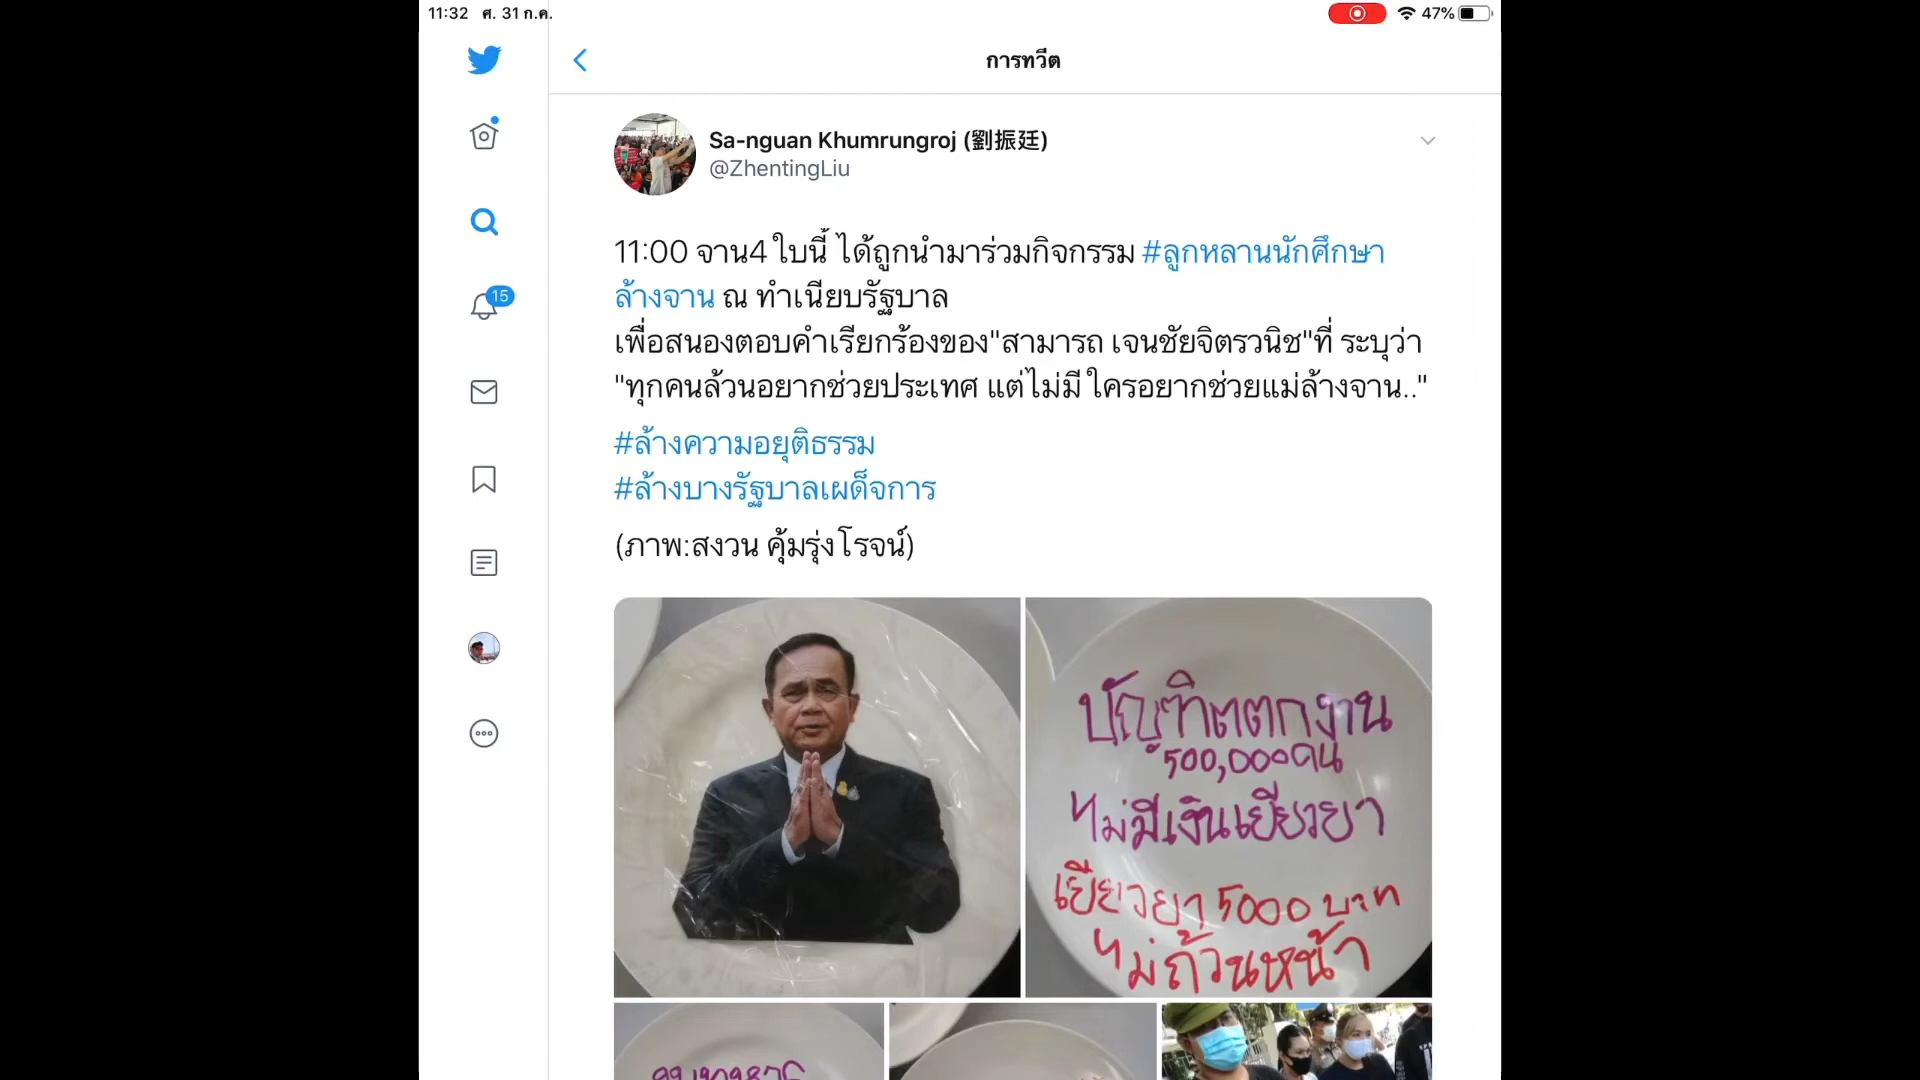 11:32 ศ. 31 ก.ค.
47%
การทวีต
Sa-nguan Khumrungroj (劉振廷)
@ZhentingLiu
15
11:00 จาน4 ใบนี้ ได้ถูกนำมาร่วมกิจกรรม #ลูกหลานนักศึกษา
ล้างจาน ณ ทำเนียบรัฐบาล
เพื่อสนองตอบคำเรียกร้องของ"สามารถ เจนชัยจิตรวนิช"ที่ ระบุว่า
"ทุกคนล้วนอยากช่วยประเทศ แต่ไม่มี ใครอยากช่วยแม่ล้างจาน.."
#ล้างความอยุติธรรม
#ล้างบางรัฐบาลเผด็จการ
(ภาพ:สงวน คุ้มรุ่งโรจน์)
บัณฑิตตกงาน
500,000คน
ไม่มีเงินเยียวยา
เยียวยา 5000 บาท
ไม่ถ้วนหน้า